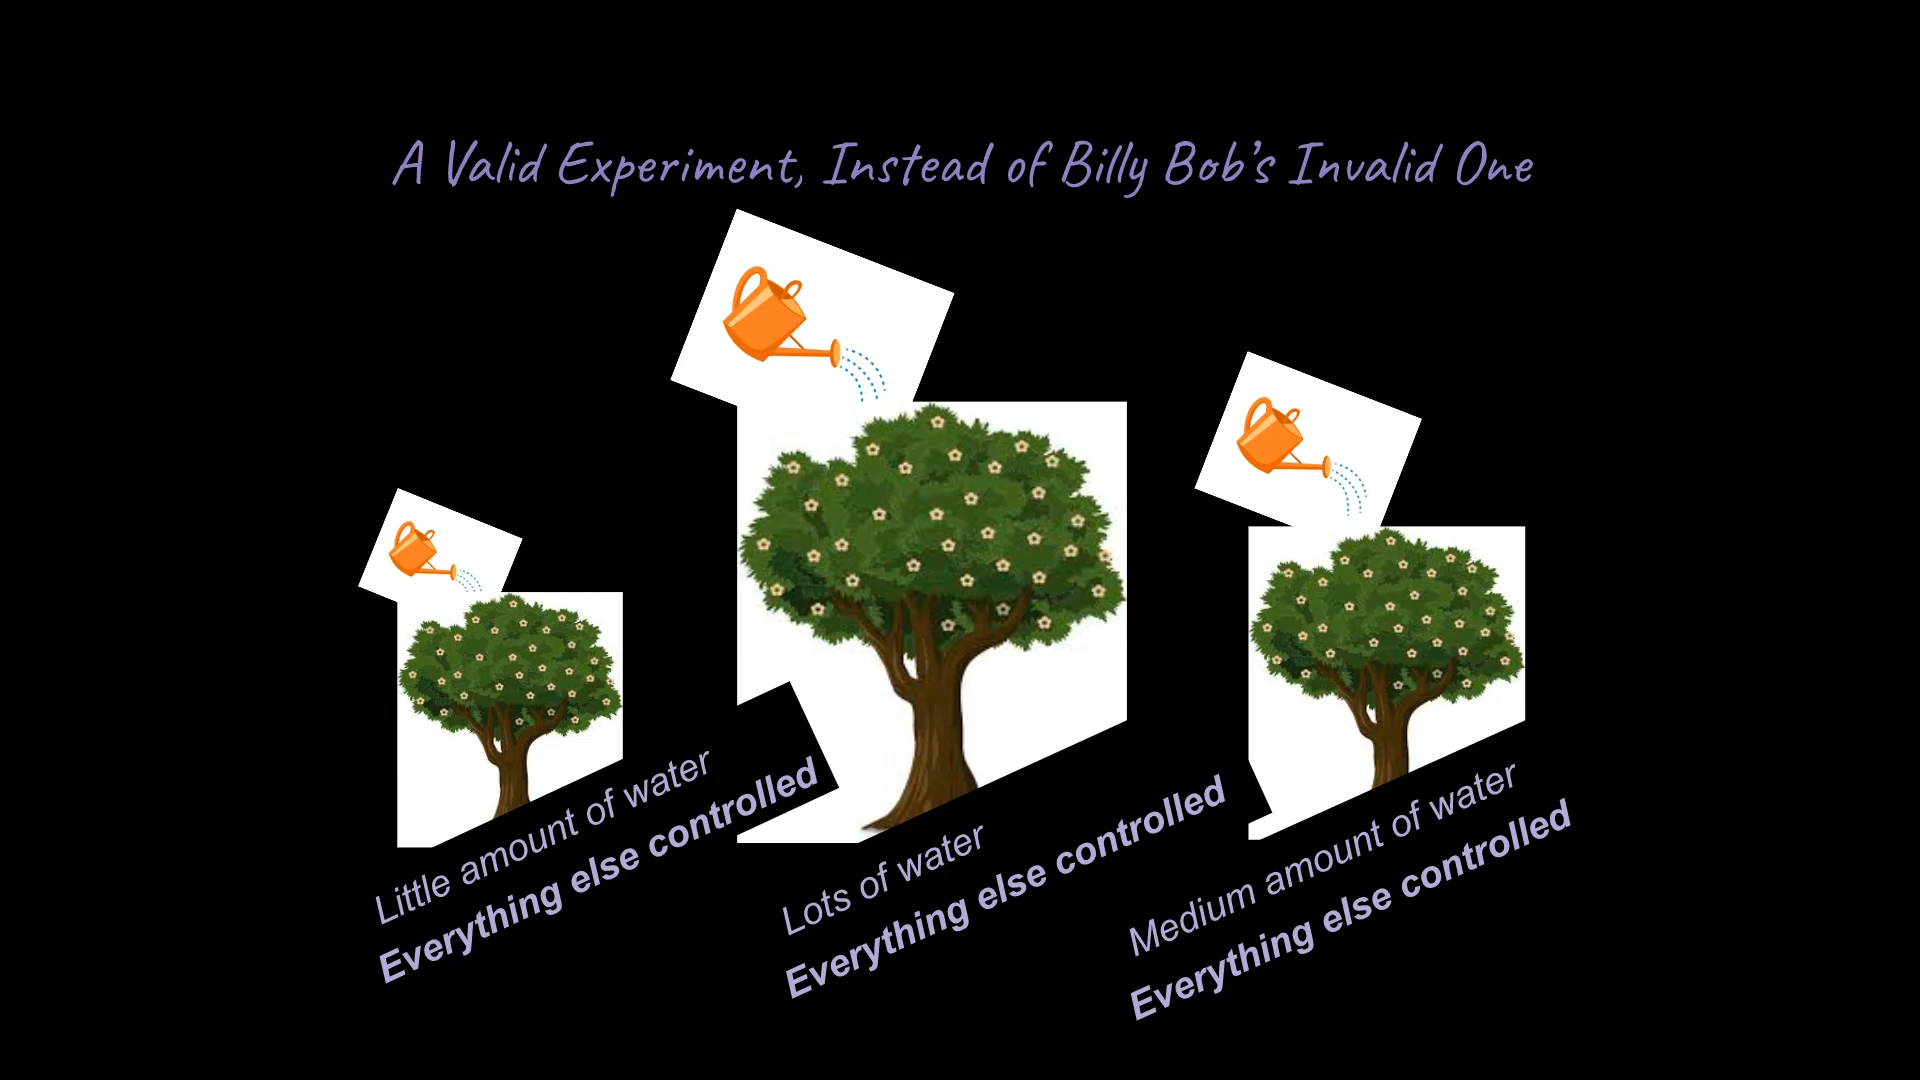 A Valid Experiment, Instead of Billy Bob's Invalid One
Little amount of water
Everything else controlled
Lots of water
Everything else controlled
Medium amount of water
Everything else controlled